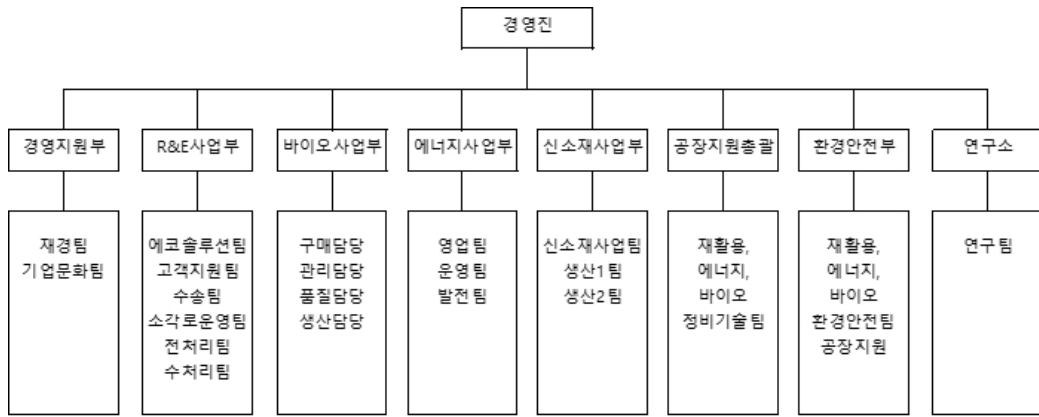 경영진
경영지원부
R&E사업부
바이오사업부
에너지사업부
신소재사업부
공장지원총괄
환경안전부
연구소
재경팀
기업문화팀
에코솔루션팀
고객지원팀
수송팀
소각로운영팀
전처리팀
수처리팀
구매담당
관리담당
품질담당
생산담당
영업팀
운영팀
발전팀
신소재사업팀
생산1팀
생산2팀
재활용,
에너지,
바이오
정비기술팀
재활용,
에너지,
바이오
환경안전팀
공장지원
연구팀